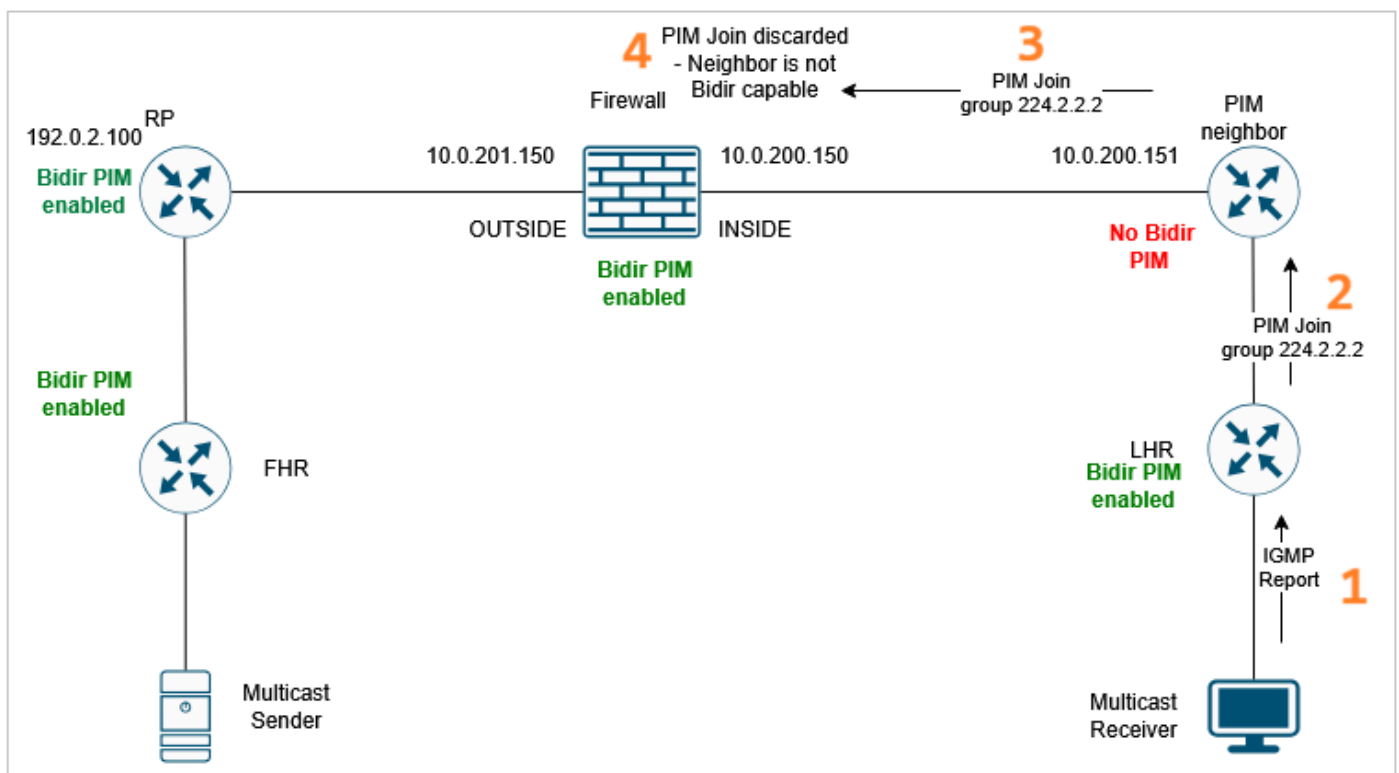 4
PIM Join discarded
- Neighbor is not
Bidir capable
3
PIM Join
group 224.2.2.2
Firewall
PIM
neighbor
RP
192.0.2.100
Bidir PIM
enabled
10.0.201.150
10.0.200.150
10.0.200.151
OUTSIDE
INSIDE
Bidir PIM
enabled
No Bidir
PIM
2
PIM Join
group 224.2.2.2
Bidir PIM
enabled
FHR
LHR
Bidir PIM
enabled
IGMP
Report
1
Multicast
Sender
Multicast
Receiver